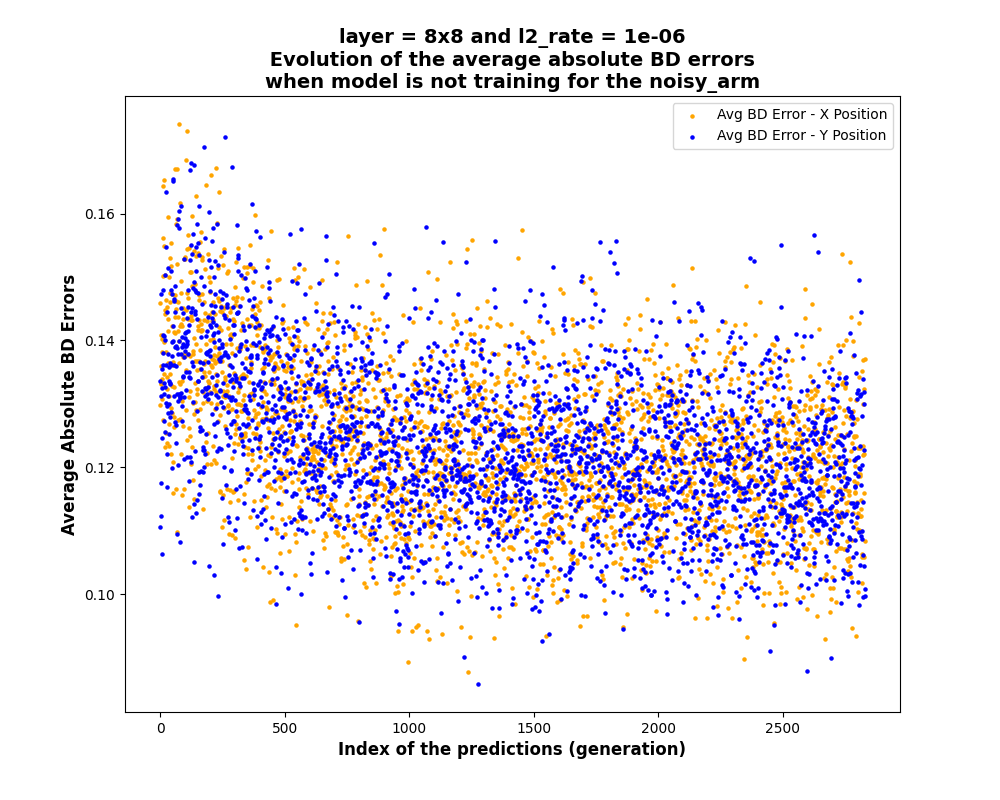 layer = 8x8 and l2_rate = 1e-06
Evolution of the average absolute BD errors
when model is not training for the noisy_arm
Avg BD Error - X Position
Avg BD Error - Y Position
0.16
0.14
0.12
0.10
Average Absolute BD Errors
0
500
1000
1500
2000
2500
Index of the predictions (generation)